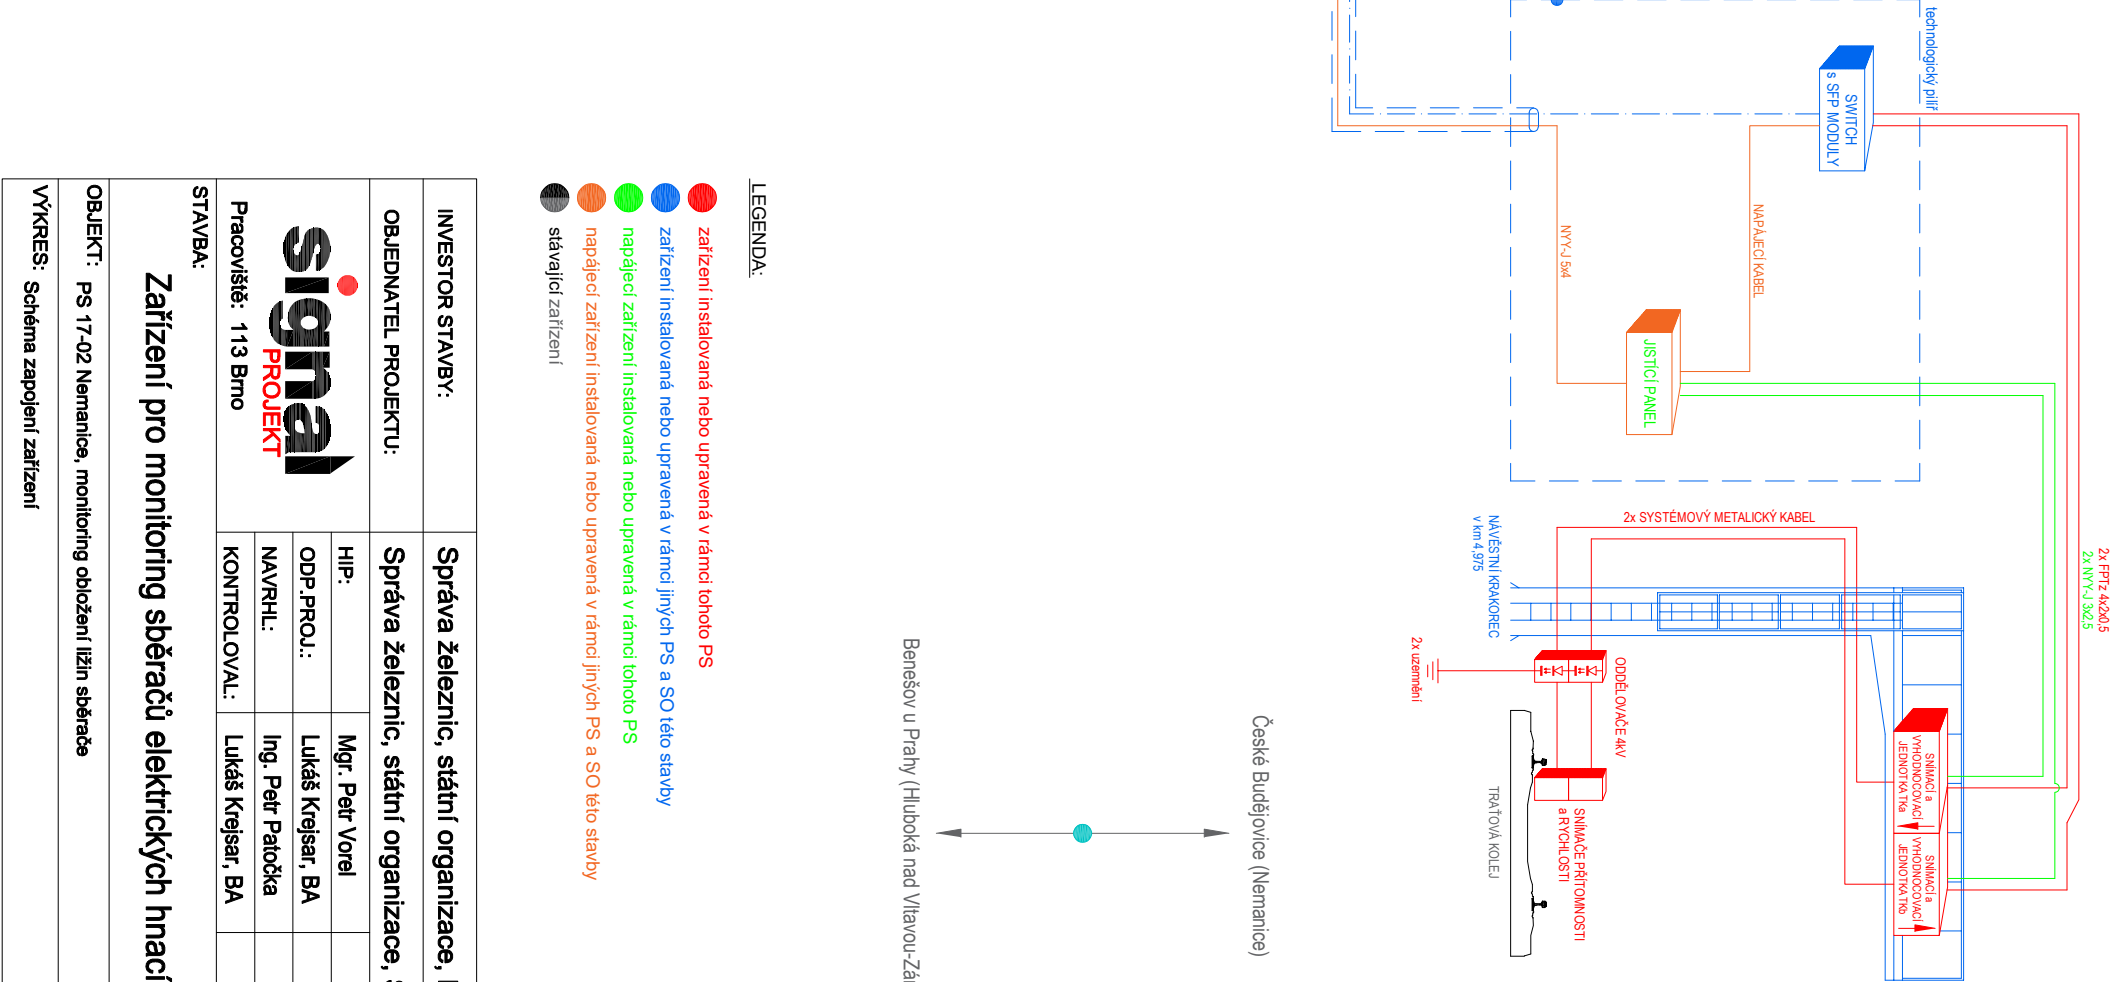 technologický pilíř
SWITCH
s SFP MODULY
NAPÁJECÍ KABEL
NYY-J 5x4
JISTÍCÍ PANEL
2x FPTz 4x2x0,5
2x NYY-J 3x2,5
2x SYSTÉMOVÝ METALICKÝ KABEL
NÁVĚSTNÍ KRAKOREC
v km 4,975
ODDĚLOVAČE 4kV
2x uzemnění
SNÍMACÍ a
VYHODNOCOVACÍ
JEDNOTKA TKa
SNÍMACÍ a
VYHODNOCOVACÍ
JEDNOTKA TKb
SNÍMAČE PŘÍTOMNOSTI
a RYCHLOSTI
TRAŤOVÁ KOLEJ
České Budějovice (Nemanice)
Benešov u Prahy (Hluboká nad Vltavou-Zá
LEGENDA:
zařízení instalovaná nebo upravená v rámci tohoto PS
zařízení instalovaná nebo upravená v rámci jiných PS a SO této stavby
napájecí zařízení instalovaná nebo upravená v rámci tohoto PS
napájecí zařízení instalovaná nebo upravená v rámci jiných PS a SO této stavby
stávající zařízení
INVESTOR STAVBY:
Správa železnic, státní organizace,
OBJEDNATEL PROJEKTU:
Správa železnic, státní organizace, s
signal
PROJEKT
Pracoviště: 113 Brno
HIP:
Mgr. Petr Vorel
ODP.PROJ.:
Lukáš Krejsar, BA
NAVRHL:
Ing. Petr Patočka
KONTROLOVAL:
Lukáš Krejsar, BA
STAVBA:
Zařízení pro monitoring sběračů elektrických hnací
OBJEKT: PS 17-02 Nemanice, monitoring obložení ližin sběrače
VÝKRES: Schéma zapojení zařízení